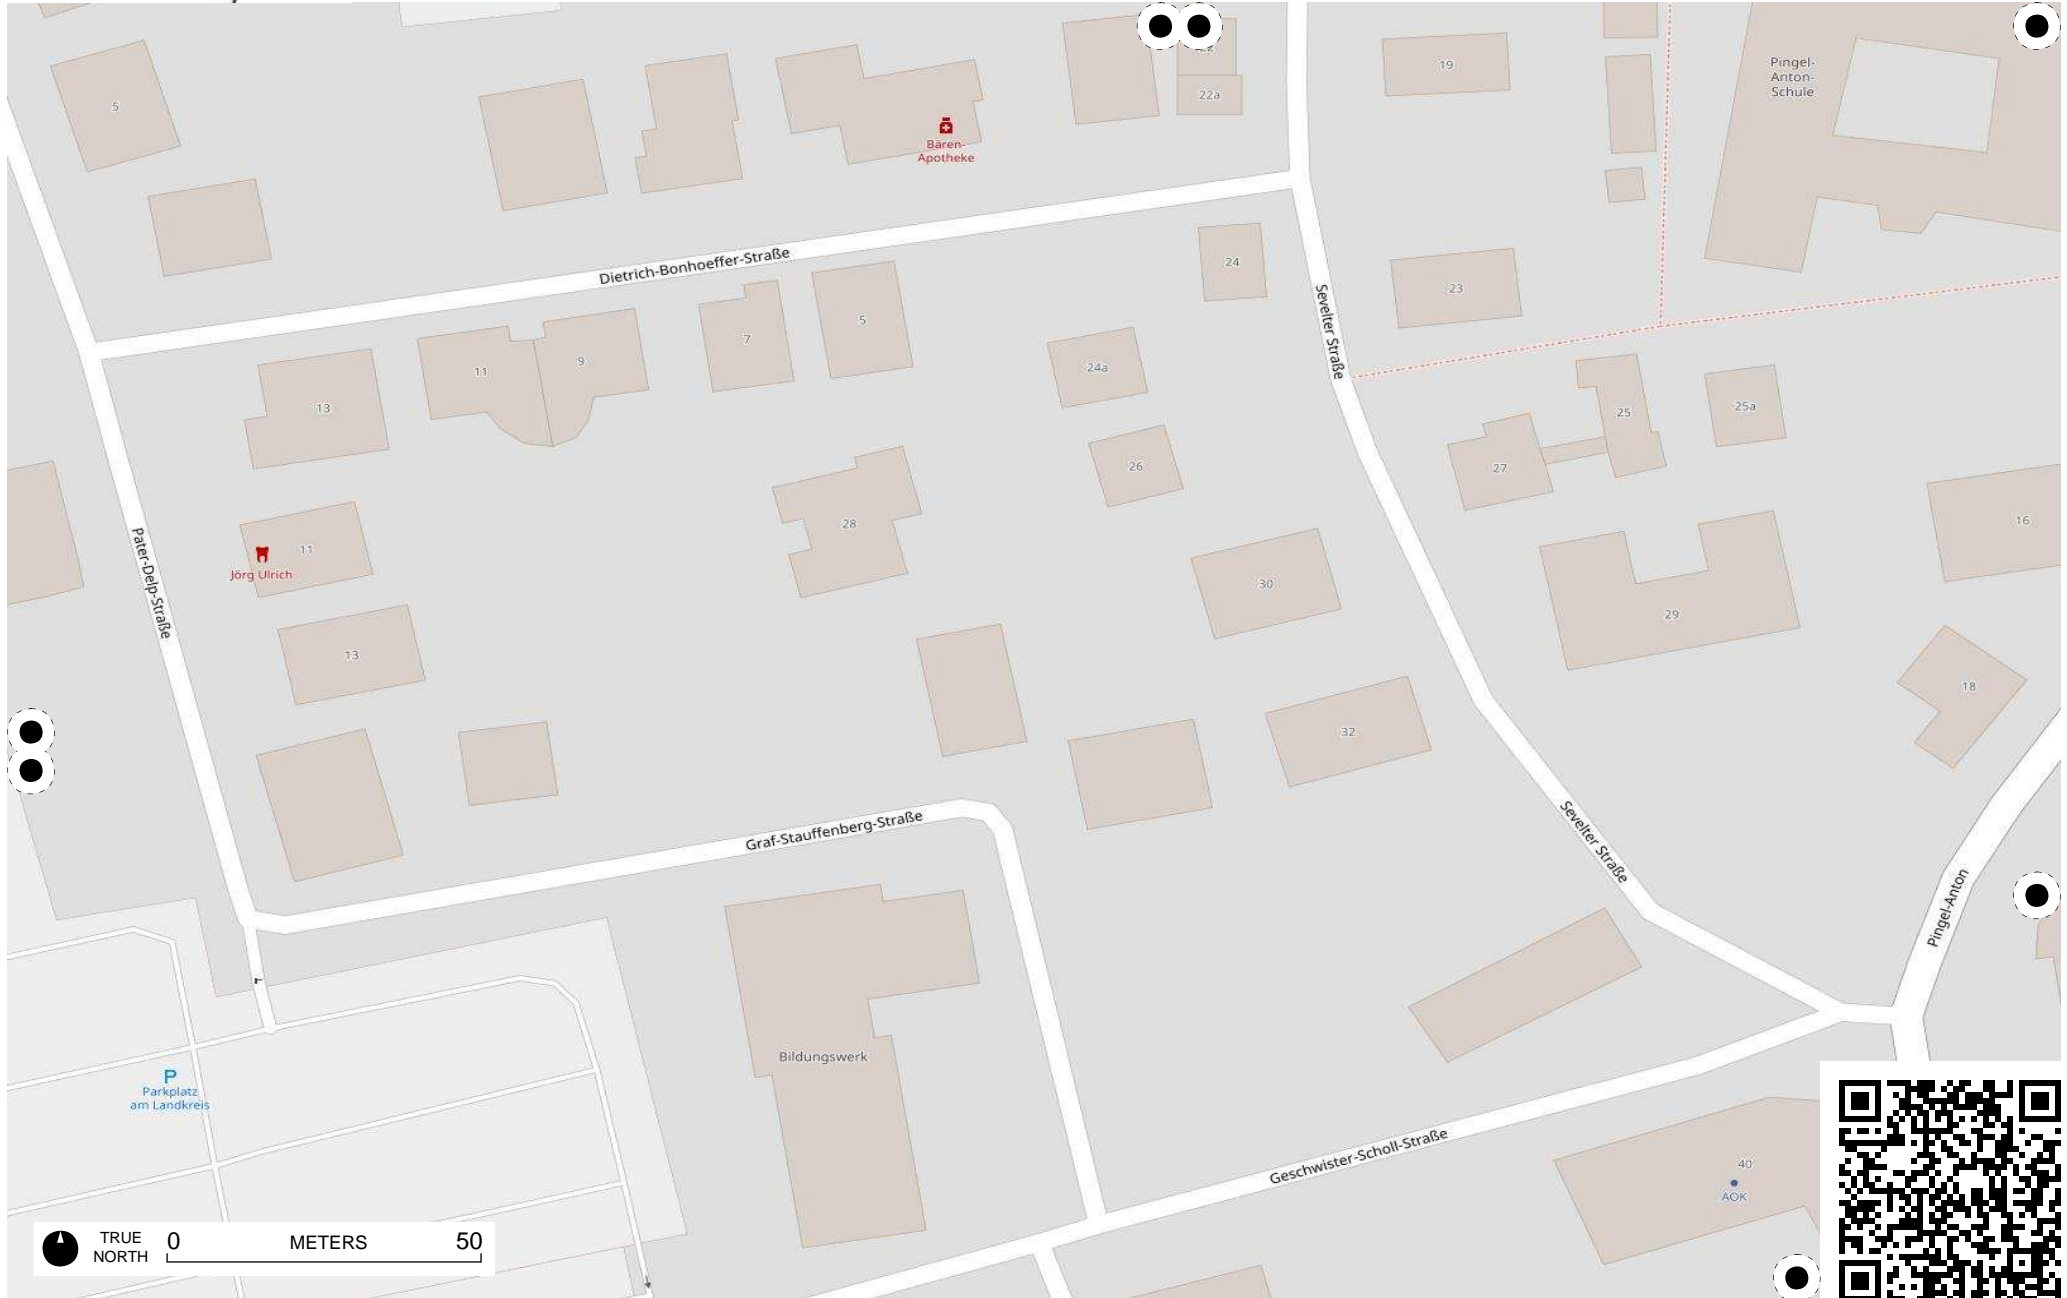 5
22a
19
Pingel-
Anton-
Schule
Bären-
Apotheke
Dietrich-Bonhoeffer-Straße
24
23
Sevelter Straße
13
11
9
7
5
24a
26
25
25a
27
16
28
Pater-Delp-Straße
11
Jörg Ulrich
30
29
13
18
32
Graf-Stauffenberg-Straße
Sevelter Straße
Pingel-Anton
Bildungswerk
P
Parkplatz
am Landkreis
Geschwister-Scholl-Straße
40
AOK
TRUE
NORTH
0 METERS 50